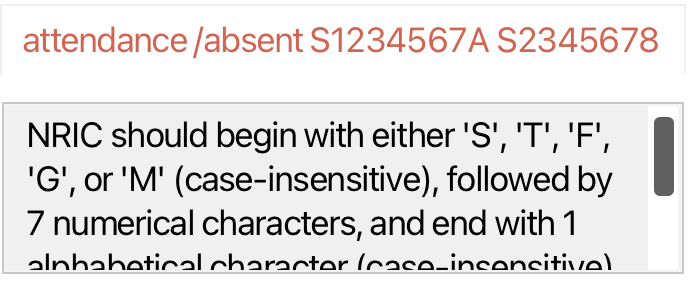 attendance /absent S1234567A S2345678
NRIC should begin with either 'S', 'T', 'F',
'G', or 'M' (case-insensitive), followed by
7 numerical characters, and end with 1
alphabetical character (case-insensitive)